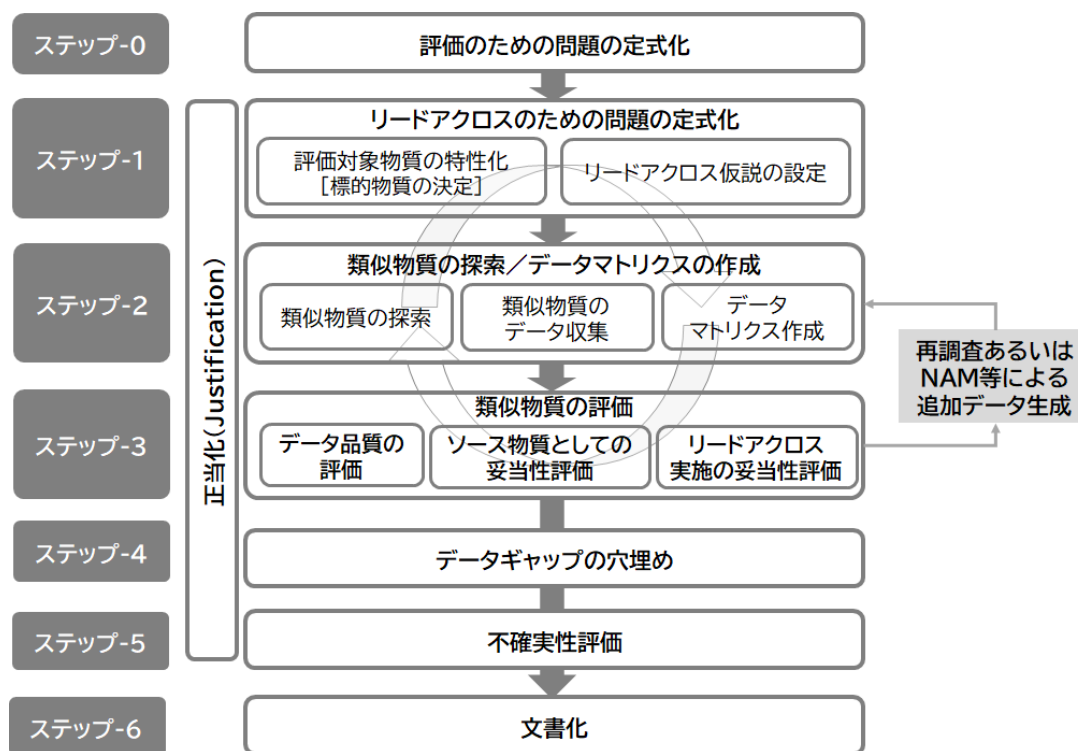 ステップ-0
評価のための問題の定式化
ステップ-1
リードアクロスのための問題の定式化
評価対象物質の特性化
[標的物質の決定]
リードアクロス仮説の設定
正当化(Justification)
ステップ-2
類似物質の探索／データマトリクスの作成
類似物質の探索
類似物質の
データ収集
データ
マトリクス作成
再調査あるいは
NAM等による
追加データ生成
ステップ-3
類似物質の評価
データ品質の
評価
ソース物質としての
妥当性評価
リードアクロス
実施の妥当性評価
ステップ-4
データギャップの穴埋め
ステップ-5
不確実性評価
ステップ-6
文書化